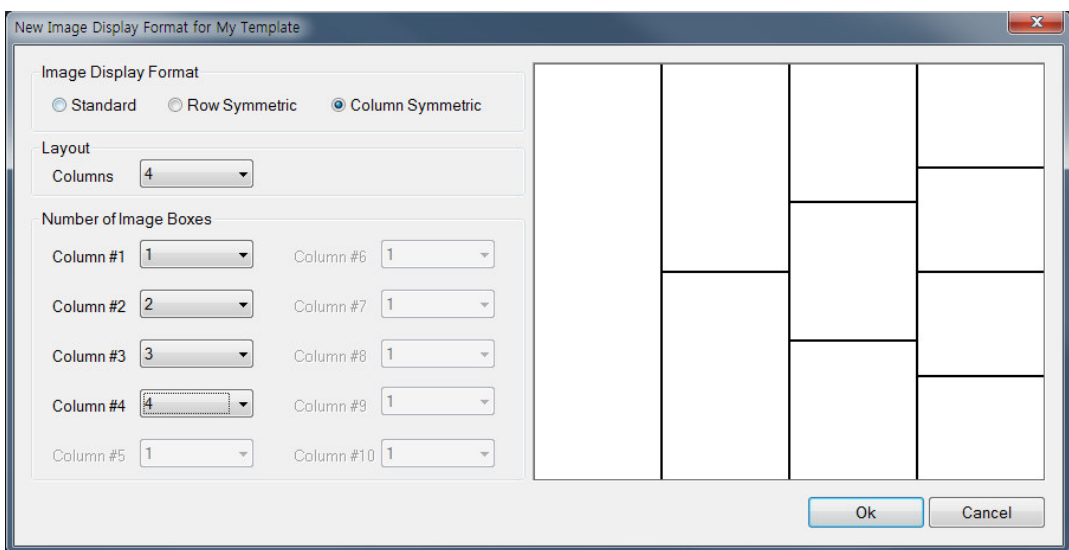 New Image Display Format for My Template
Image Display Format
Standard Row Symmetric Column Symmetric
Layout
Columns 4
Number of Image Boxes
Column #1 1 Column #6 1
Column #2 2 Column #7 1
Column #3 3 Column #8 1
Column #4 4 Column #9 1
Column #5 1 Column #10 1
Ok Cancel